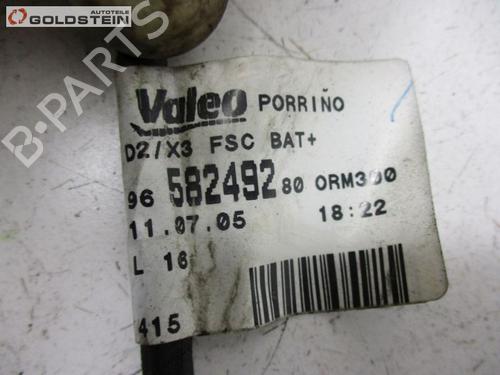 AUTOTEILE
GOLDSTEIN
Valeo PORRIÑO
D2/X3 FSC BAT+
96 582492 80 ORM300
11.07.05 18:22
L 16
415